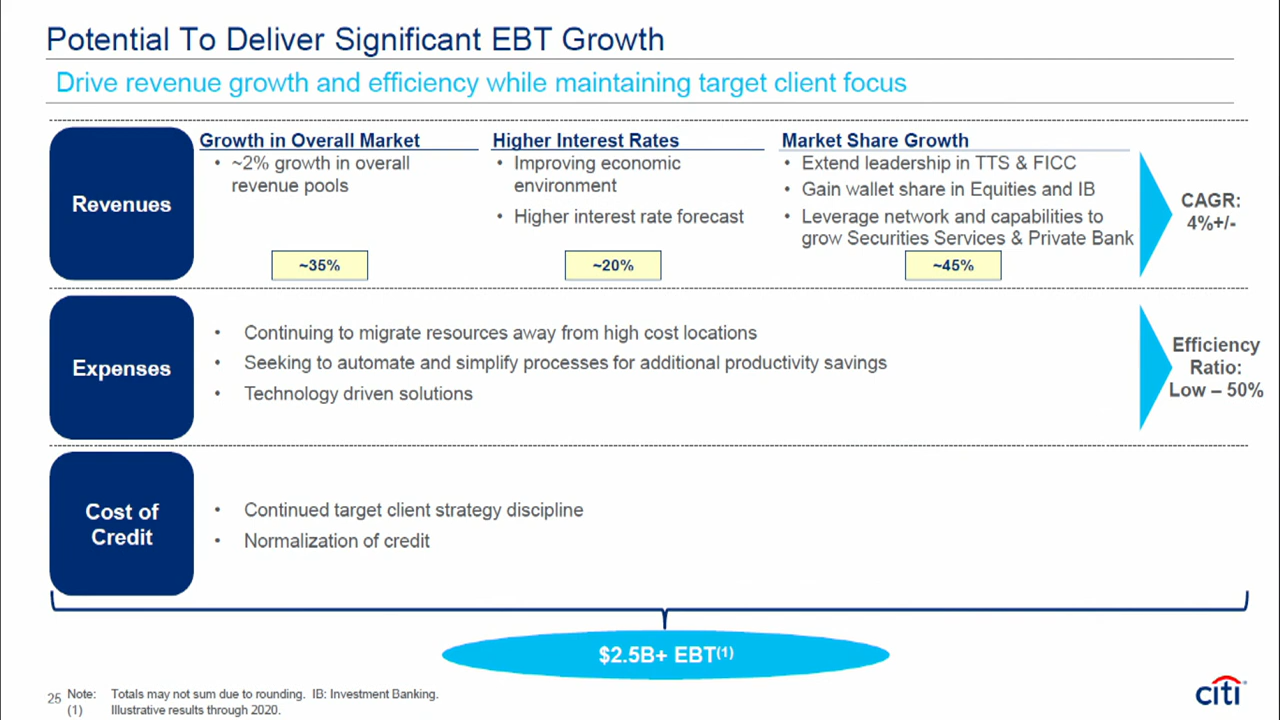 Potential To Deliver Significant EBT Growth
Drive revenue growth and efficiency while maintaining target client focus
Revenues
Growth in Overall Market
• ~2% growth in overall
revenue pools
~35%
Higher Interest Rates
• Improving economic
environment
• Higher interest rate forecast
~20%
Market Share Growth
• Extend leadership in TTS & FICC
• Gain wallet share in Equities and IB
• Leverage network and capabilities to
grow Securities Services & Private Bank
~45%
CAGR:
4%+/-
Expenses
• Continuing to migrate resources away from high cost locations
• Seeking to automate and simplify processes for additional productivity savings
• Technology driven solutions
Efficiency
Ratio:
Low – 50%
Cost of
Credit
• Continued target client strategy discipline
• Normalization of credit
$2.5B+ EBT(1)
25
Note: Totals may not sum due to rounding. IB: Investment Banking.
(1) Illustrative results through 2020.
citi